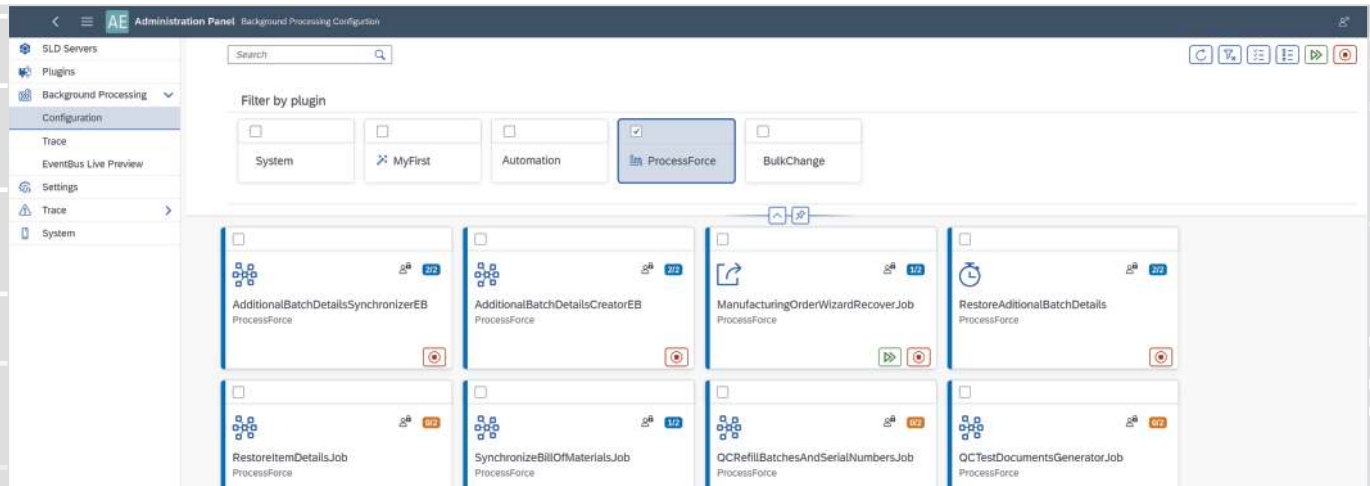 AE Administration Panel Background Processing Configurtion
SLD Servers
Plugins
Background Processing
Configuration
Trace
EventBus Live Preview
Settings
Trace
System
Search
Filter by plugin
System
MyFirst
Automation
ProcessForce
BulkChange
2/2
AdditionalBatchDetailsSynchronizerEB
ProcessForce
2/2
AdditionalBatchDetailsCreatorEB
ProcessForce
1/2
ManufacturingOrderWizardRecoverJob
ProcessForce
2/2
RestoreAditionalBatchDetails
ProcessForce
0/2
RestoreItemDetailsJob
ProcessForce
1/2
SynchronizeBillOfMaterialsJob
ProcessForce
0/2
QCRefillBatchesAndSerialNumbersJob
ProcessForce
0/2
QCTestDocumentsGeneratorJob
ProcessForce